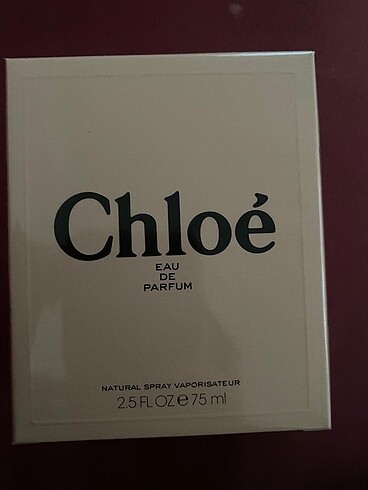 Chloé
EAU
DE
PARFUM
NATURAL SPRAY VAPORISATEUR
2.5 FL OZ ℮ 75 ml